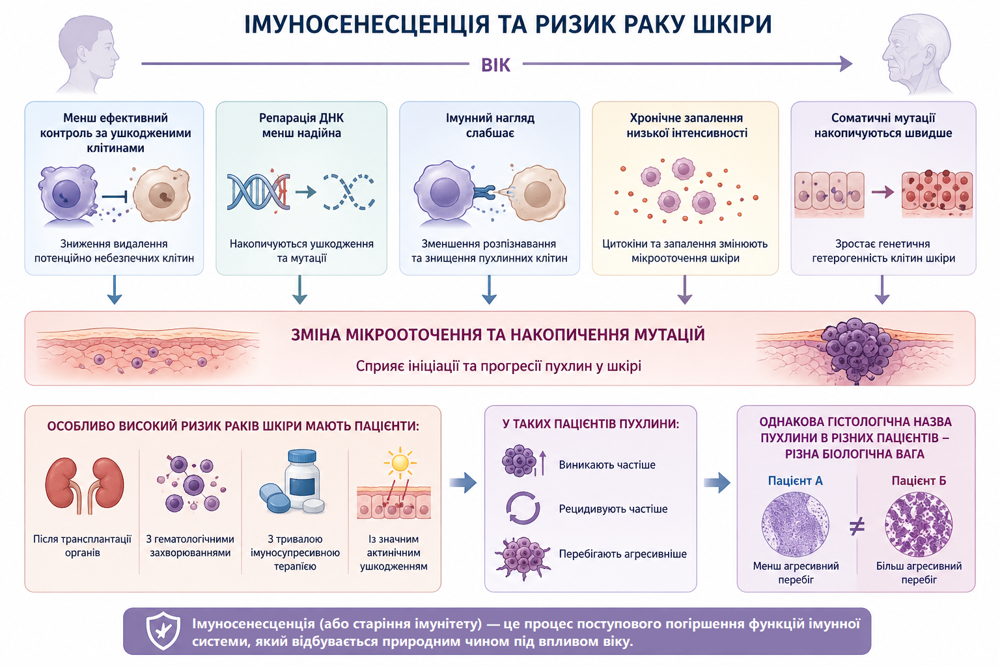 ІМУНОСЕНЕСЦЕНЦІЯ ТА РИЗИК РАКУ ШКІРИ
ВІК
Менш ефективний
контроль за ушкодженими
клітинами
Зниження видалення
потенційно небезпечних клітин
Репарація ДНК
менш надійна
Накопичуються ушкодження
та мутації
Імунний нагляд
слабшає
Зменшення розпізнавання
та знищення пухлинних клітин
Хронічне запалення
низької інтенсивності
Цитокіни та запалення змінюють
мікрооточення шкіри
Соматичні мутації
накопичуються швидше
Зростає генетична
гетерогенність клітин шкіри
ЗМІНА МІКРООТОЧЕННЯ ТА НАКОПИЧЕННЯ МУТАЦІЙ
Сприяє ініціації та прогресії пухлин у шкірі
ОСОБЛИВО ВИСОКИЙ РИЗИК РАКІВ ШКІРИ МАЮТЬ ПАЦІЄНТИ:
Після трансплантації
органів
З гематологічними
захворюваннями
З тривалою
імуносупресивною
терапією
Із значним
актинічним
ушкодженням
У ТАКИХ ПАЦІЄНТІВ ПУХЛИНИ:
Виникають частіше
Рецидивують частіше
Перебігають агресивніше
ОДНАКОВА ГІСТОЛОГІЧНА НАЗВА
ПУХЛИНИ В РІЗНИХ ПАЦІЄНТІВ –
РІЗНА БІОЛОГІЧНА ВАГА
Пацієнт А
Менш агресивний
перебіг
≠
Пацієнт Б
Більш агресивний
перебіг
Імуносенесценція (або старіння імунітету) — це процес поступового погіршення функцій імунної
системи, який відбувається природним чином під впливом віку.